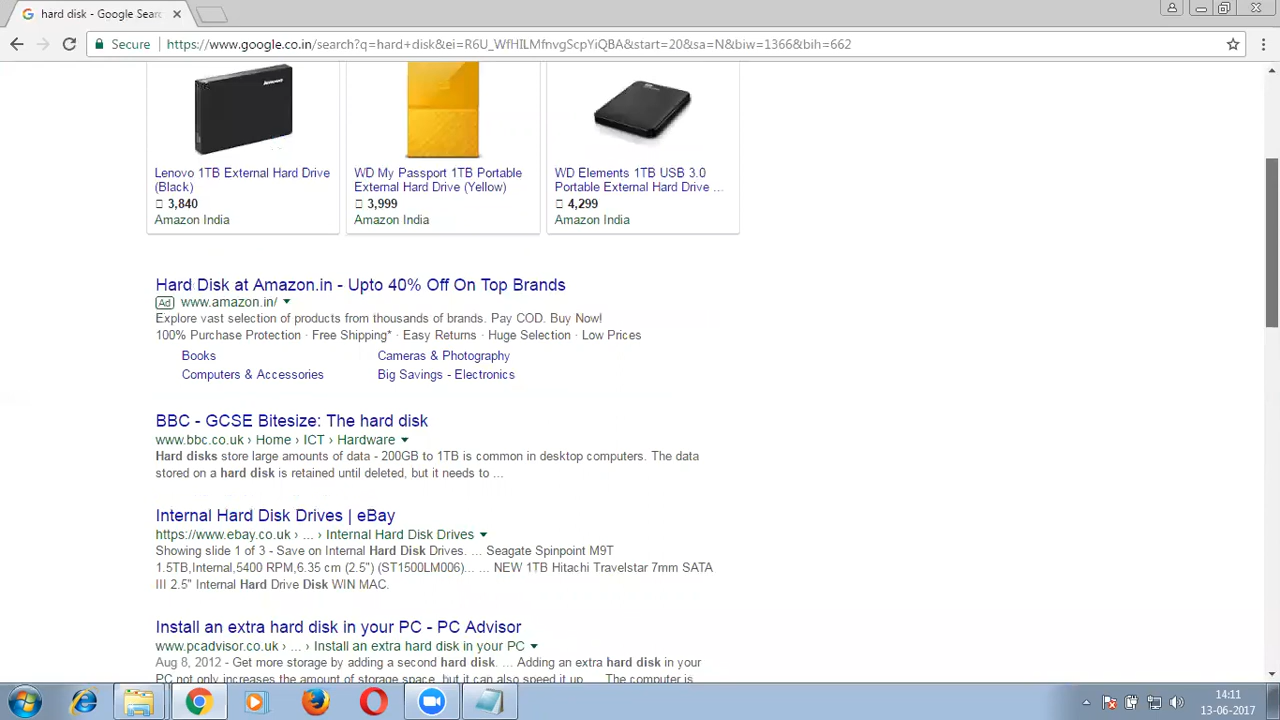 hard disk - Google Searc
Secure https://www.google.co.in/search?q=hard+disk&ei=R6U_WfHILMfnvgScpYiQBA&start=20&sa=N&biw=1366&bih=662
lenovo
Lenovo 1TB External Hard Drive (Black)
3,840
Amazon India
WD My Passport 1TB Portable External Hard Drive (Yellow)
3,999
Amazon India
WD Elements 1TB USB 3.0 Portable External Hard Drive ...
4,299
Amazon India
Hard Disk at Amazon.in - Upto 40% Off On Top Brands
Ad www.amazon.in/
Explore vast selection of products from thousands of brands. Pay COD. Buy Now!
100% Purchase Protection · Free Shipping* · Easy Returns · Huge Selection · Low Prices
Books Cameras & Photography
Computers & Accessories Big Savings - Electronics
BBC - GCSE Bitesize: The hard disk
www.bbc.co.uk › Home › ICT › Hardware
Hard disks store large amounts of data - 200GB to 1TB is common in desktop computers. The data
stored on a hard disk is retained until deleted, but it needs to ...
Internal Hard Disk Drives | eBay
https://www.ebay.co.uk › ... › Internal Hard Disk Drives
Showing slide 1 of 3 - Save on Internal Hard Disk Drives. ... Seagate Spinpoint M9T
1.5TB,Internal,5400 RPM,6.35 cm (2.5") (ST1500LM006)... ... NEW 1TB Hitachi Travelstar 7mm SATA
III 2.5" Internal Hard Drive Disk WIN MAC.
Install an extra hard disk in your PC - PC Advisor
www.pcadvisor.co.uk › ... › Install an extra hard disk in your PC
Aug 8, 2012 - Get more storage by adding a second hard disk. ... Adding an extra hard disk in your
PC not only increases the amount of storage space, but it can also speed it up. ... The computer is
14:11
13-06-2017